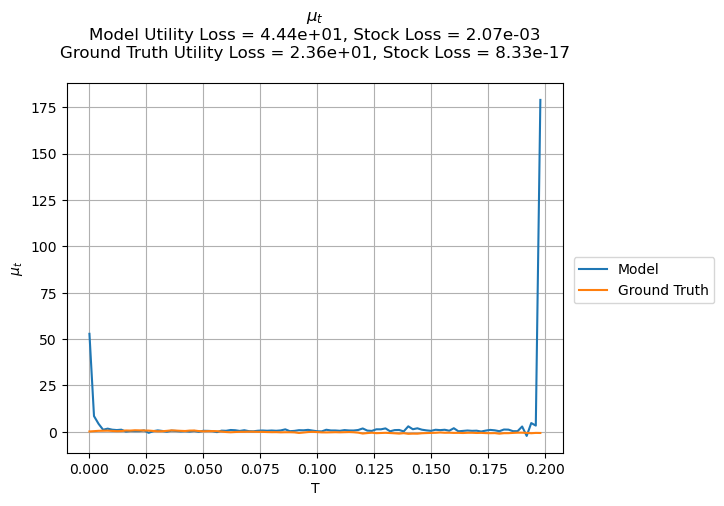 μt
Model Utility Loss = 4.44e+01, Stock Loss = 2.07e-03
Ground Truth Utility Loss = 2.36e+01, Stock Loss = 8.33e-17
175
150
125
100
75
50
25
0
μt
0.000 0.025 0.050 0.075 0.100 0.125 0.150 0.175 0.200
T
Model
Ground Truth